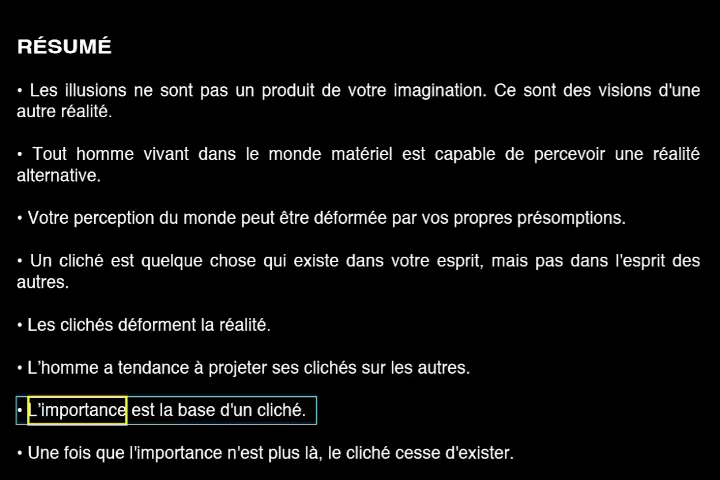 RÉSUMÉ
• Les illusions ne sont pas un produit de votre imagination. Ce sont des visions d'une
autre réalité.
• Tout homme vivant dans le monde matériel est capable de percevoir une réalité
alternative.
• Votre perception du monde peut être déformée par vos propres présomptions.
• Un cliché est quelque chose qui existe dans votre esprit, mais pas dans l'esprit des
autres.
• Les clichés déforment la réalité.
• L'homme a tendance à projeter ses clichés sur les autres.
• L'importance est la base d'un cliché.
• Une fois que l'importance n'est plus là, le cliché cesse d'exister.